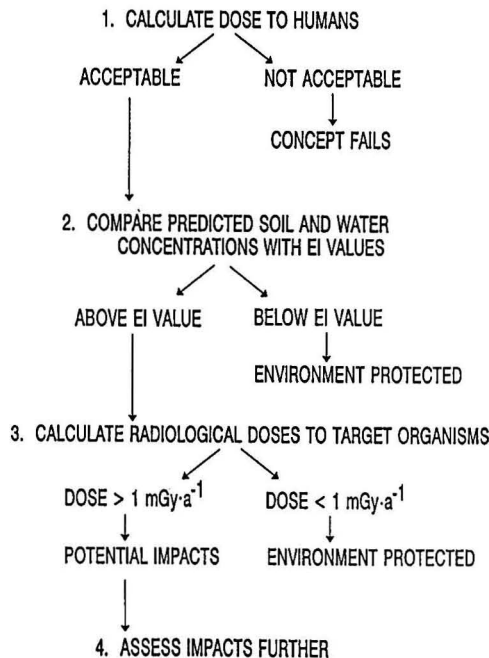 1. CALCULATE DOSE TO HUMANS
ACCEPTABLE NOT ACCEPTABLE
CONCEPT FAILS
2. COMPARE PREDICTED SOIL AND WATER
CONCENTRATIONS WITH EI VALUES
ABOVE EI VALUE BELOW EI VALUE
ENVIRONMENT PROTECTED
3. CALCULATE RADIOLOGICAL DOSES TO TARGET ORGANISMS
DOSE > 1 mGy·a⁻¹ DOSE < 1 mGy·a⁻¹
POTENTIAL IMPACTS ENVIRONMENT PROTECTED
4. ASSESS IMPACTS FURTHER